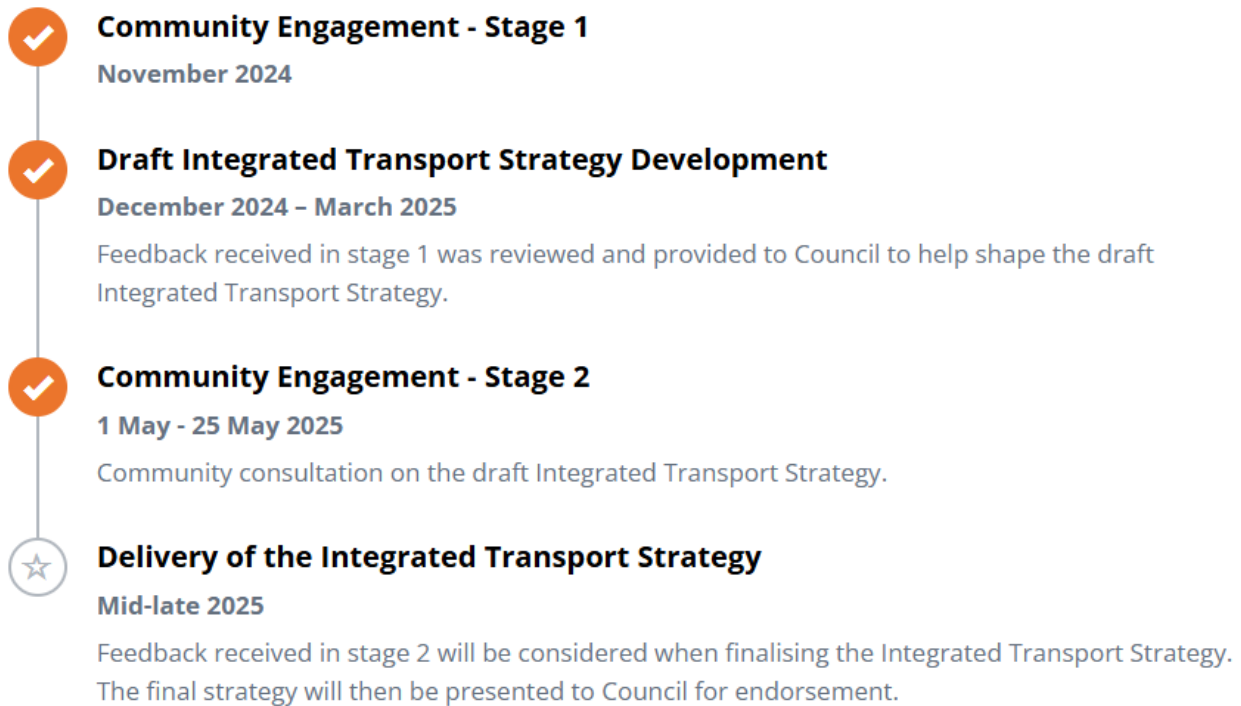 Community Engagement - Stage 1
November 2024
Draft Integrated Transport Strategy Development
December 2024 – March 2025
Feedback received in stage 1 was reviewed and provided to Council to help shape the draft
Integrated Transport Strategy.
Community Engagement - Stage 2
1 May - 25 May 2025
Community consultation on the draft Integrated Transport Strategy.
Delivery of the Integrated Transport Strategy
Mid-late 2025
Feedback received in stage 2 will be considered when finalising the Integrated Transport Strategy.
The final strategy will then be presented to Council for endorsement.